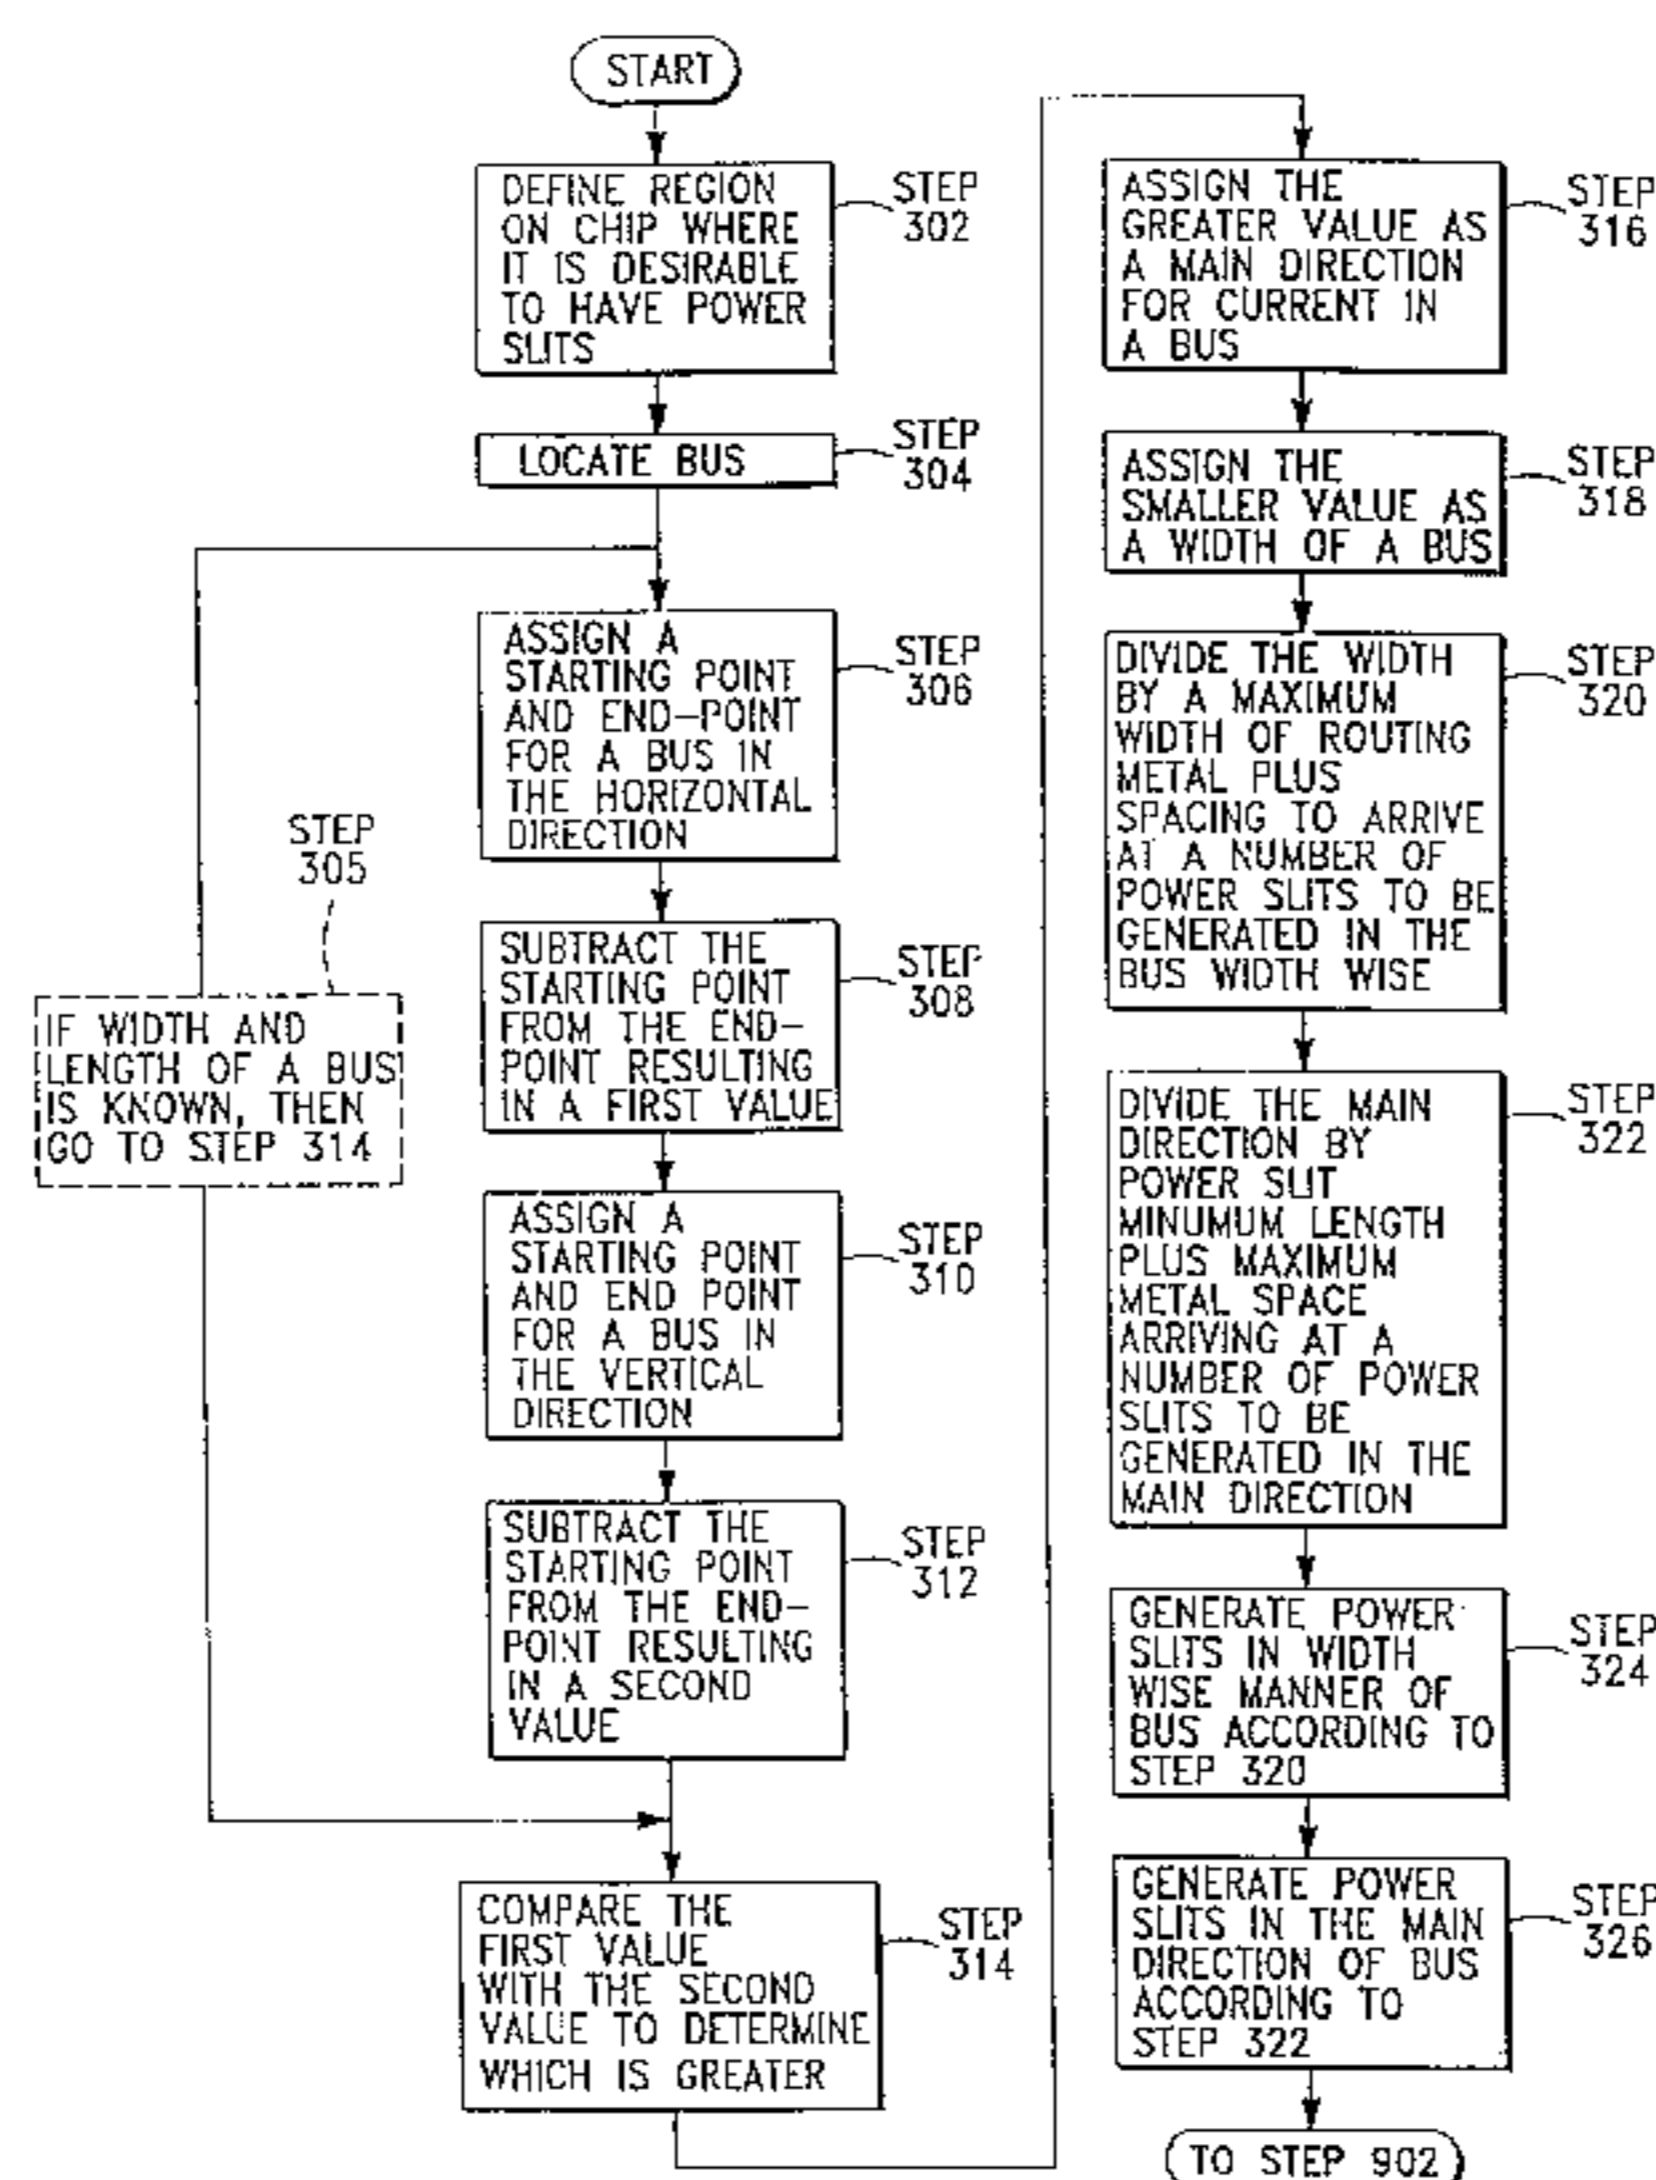 START
DEFINE REGION
ON CHIP WHERE
IT IS DESIRABLE
TO HAVE POWER
SLITS
STEP
302
LOCATE BUS
STEP
304
STEP
305
IF WIDTH AND
LENGTH OF A BUS
IS KNOWN, THEN
GO TO STEP 314
ASSIGN A
STARTING POINT
AND END-POINT
FOR A BUS IN
THE HORIZONTAL
DIRECTION
STEP
306
SUBTRACT THE
STARTING POINT
FROM THE END-
POINT RESULTING
IN A FIRST VALUE
STEP
308
ASSIGN A
STARTING POINT
AND END POINT
FOR A BUS IN
THE VERTICAL
DIRECTION
STEP
310
SUBTRACT THE
STARTING POINT
FROM THE END-
POINT RESULTING
IN A SECOND
VALUE
STEP
312
COMPARE THE
FIRST VALUE
WITH THE SECOND
VALUE TO DETERMINE
WHICH IS GREATER
STEP
314
ASSIGN THE
GREATER VALUE AS
A MAIN DIRECTION
FOR CURRENT IN
A BUS
STEP
316
ASSIGN THE
SMALLER VALUE AS
A WIDTH OF A BUS
STEP
318
DIVIDE THE WIDTH
BY A MAXIMUM
WIDTH OF ROUTING
METAL PLUS
SPACING TO ARRIVE
AT A NUMBER OF
POWER SLITS TO BE
GENERATED IN THE
BUS WIDTH WISE
STEP
320
DIVIDE THE MAIN
DIRECTION BY
POWER SLIT
MINUMUM LENGTH
PLUS MAXIMUM
METAL SPACE
ARRIVING AT A
NUMBER OF POWER
SLITS TO BE
GENERATED IN THE
MAIN DIRECTION
STEP
322
GENERATE POWER
SLITS IN WIDTH
WISE MANNER OF
BUS ACCORDING TO
STEP 320
STEP
324
GENERATE POWER
SLITS IN THE MAIN
DIRECTION OF BUS
ACCORDING TO
STEP 322
STEP
326
TO STEP 902